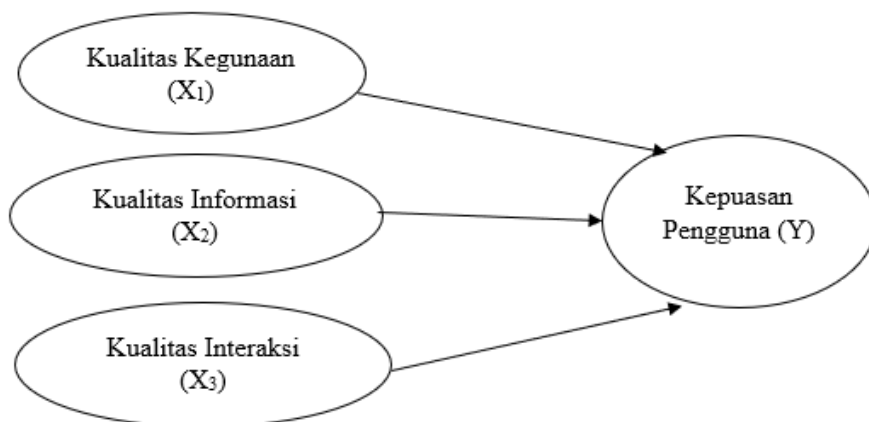 Kualitas Kegunaan
(X₁)
Kualitas Informasi
(X₂)
Kualitas Interaksi
(X₃)
Kepuasan
Pengguna (Y)